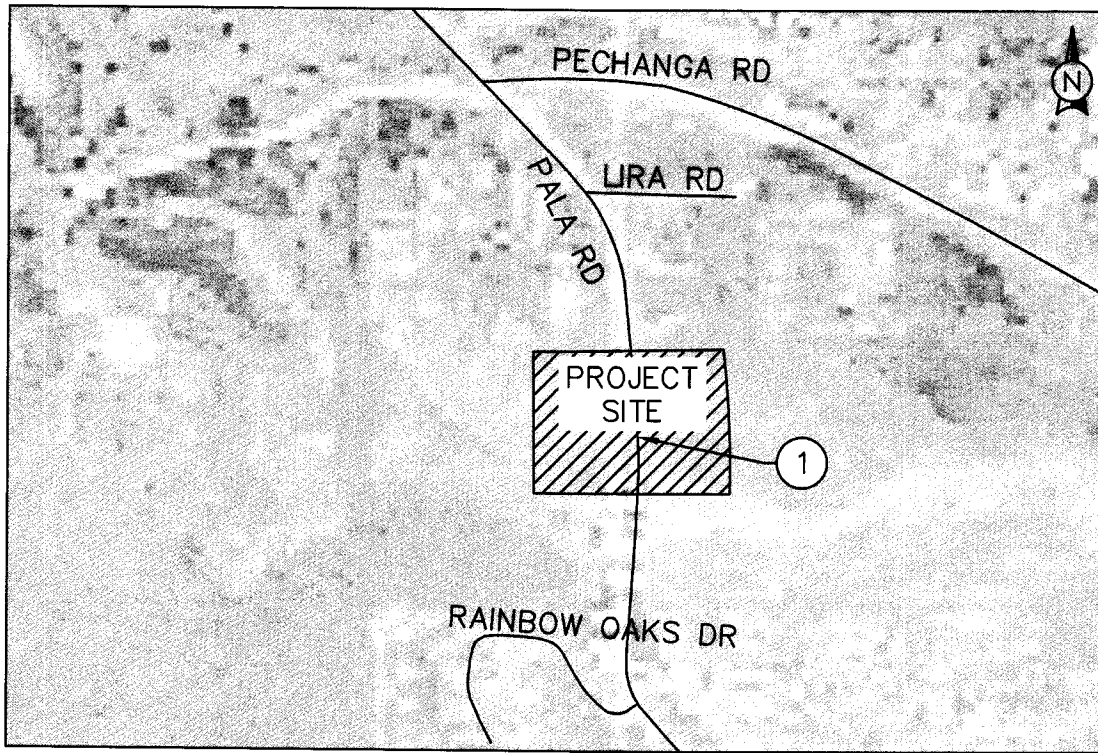 PECHANGA RD
N
LIRA RD
PALA RD
PROJECT
SITE
1
RAINBOW OAKS DR